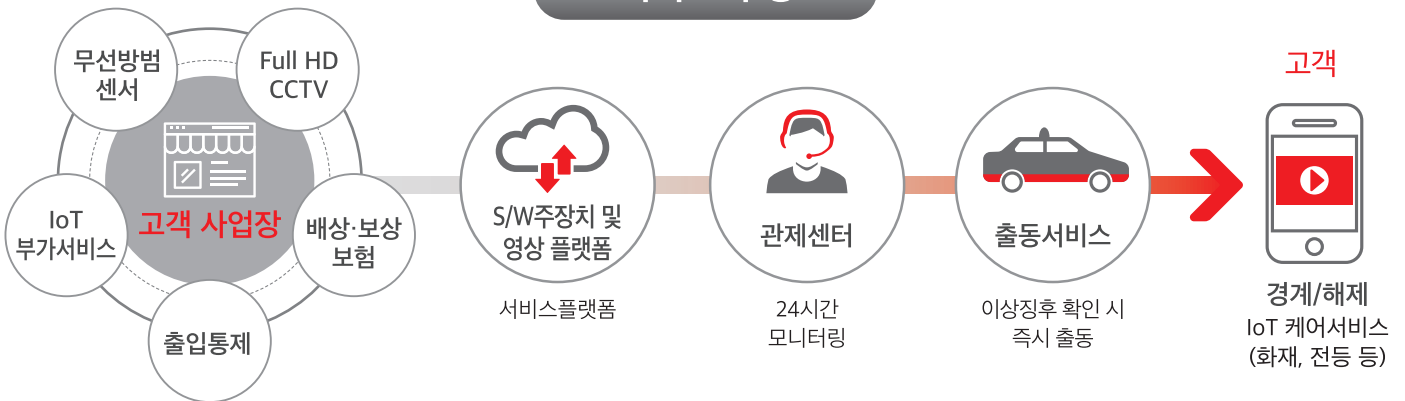 무선방범
센서
Full HD
CCTV
고객 사업장
IoT
부가서비스
배상·보상
보험
출입통제
S/W주장치 및
영상 플랫폼
서비스플랫폼
관제센터
24시간
모니터링
출동서비스
이상징후 확인 시
즉시 출동
고객
경계/해제
IoT 케어서비스
(화재, 전등 등)